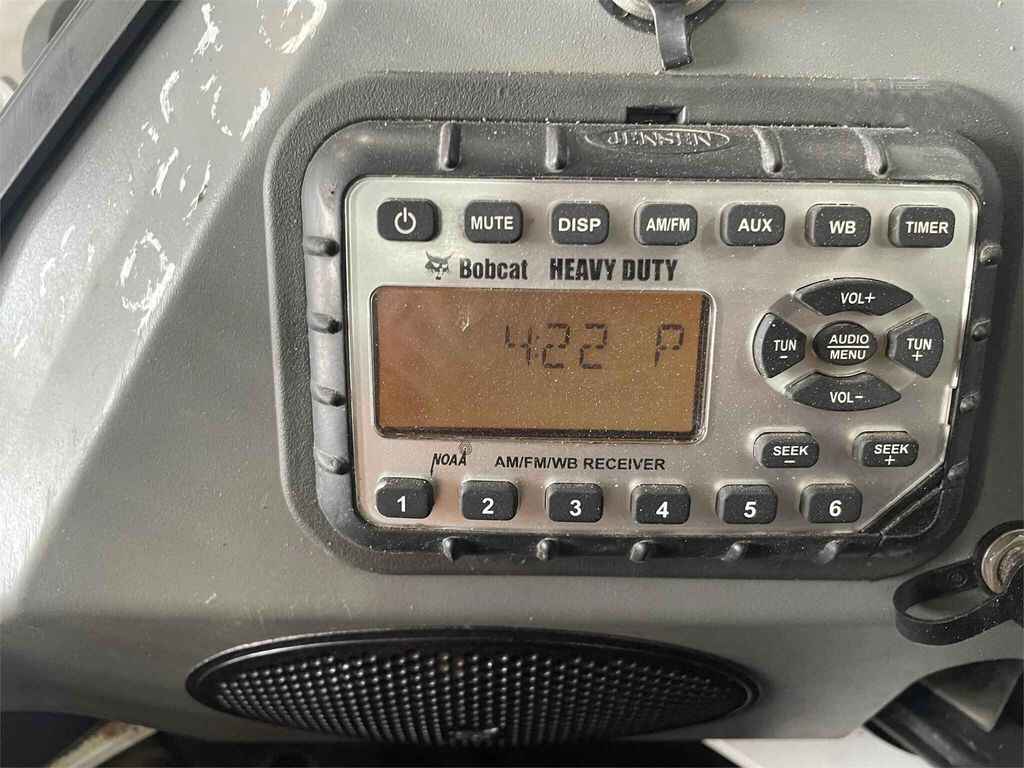 JENSEN
MUTE DISP AM/FM AUX WB TIMER
Bobcat HEAVY DUTY
VOL+
TUN - AUDIO MENU TUN +
VOL-
422 P
SEEK - SEEK +
NOAA AM/FM/WB RECEIVER
1 2 3 4 5 6